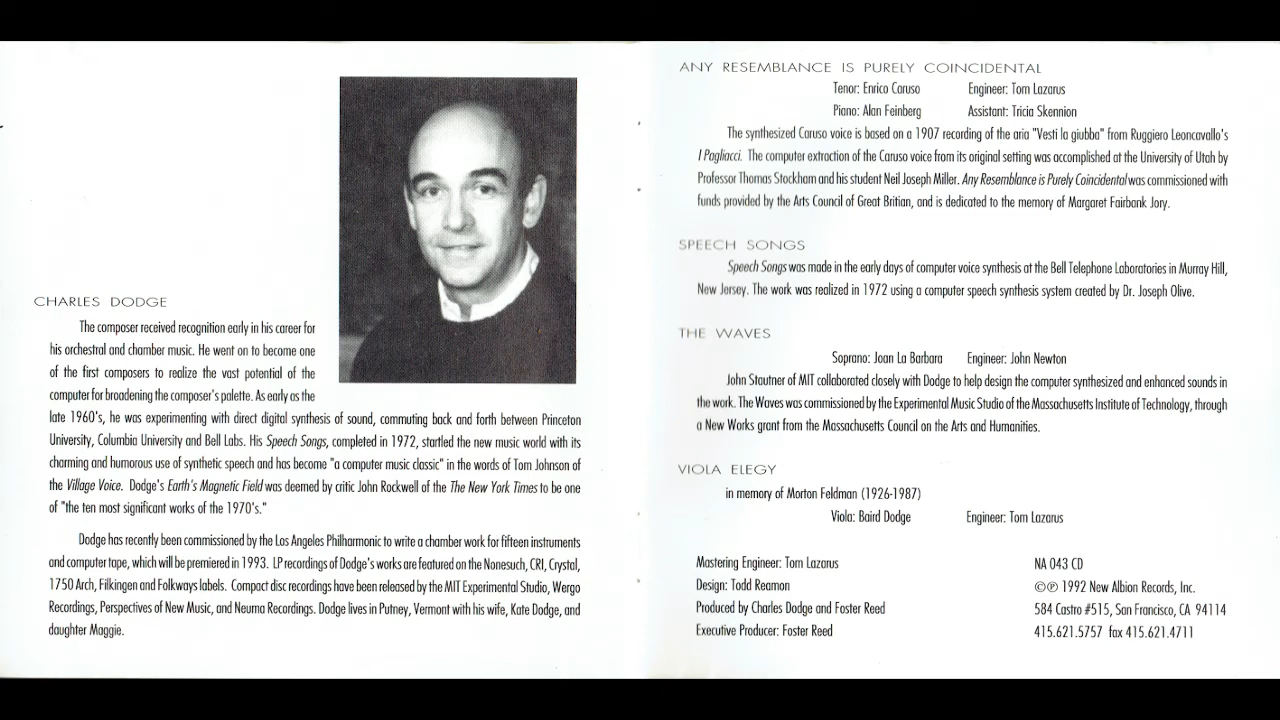 CHARLES DODGE
The composer received recognition early in his career for
his orchestral and chamber music. He went on to become one
of the first composers to realize the vast potential of the
computer for broadening the composer's palette. As early as the
late 1960's, he was experimenting with direct digital synthesis of sound, commuting back and forth between Princeton
University, Columbia University and Bell Labs. His Speech Songs, completed in 1972, startled the new music world with its
charming and humorous use of synthetic speech and has become "a computer music classic" in the words of Tom Johnson of
the Village Voice. Dodge's Earth's Magnetic Field was deemed by critic John Rockwell of the The New York Times to be one
of "the ten most significant works of the 1970's."
Dodge has recently been commissioned by the Los Angeles Philharmonic to write a chamber work for fifteen instruments
and computer tape, which will be premiered in 1993. LP recordings of Dodge's works are featured on the Nonesuch, CRI, Crystal,
1750 Arch, Filkingen and Folkways labels. Compact disc recordings have been released by the MIT Experimental Studio, Wergo
Recordings, Perspectives of New Music, and Neuma Recordings. Dodge lives in Putney, Vermont with his wife, Kate Dodge, and
daughter Maggie.
ANY RESEMBLANCE IS PURELY COINCIDENTAL
Tenor: Enrico Caruso Engineer: Tom Lazarus
Piano: Alan Feinberg Assistant: Tricia Skennion
The synthesized Caruso voice is based on a 1907 recording of the aria "Vesti la giubba" from Ruggiero Leoncavallo's
I Pagliacci. The computer extraction of the Caruso voice from its original setting was accomplished at the University of Utah by
Professor Thomas Stockham and his student Neil Joseph Miller. Any Resemblance is Purely Coincidental was commissioned with
funds provided by the Arts Council of Great Britian, and is dedicated to the memory of Margaret Fairbank Jory.
SPEECH SONGS
Speech Songs was made in the early days of computer voice synthesis at the Bell Telephone Laboratories in Murray Hill,
New Jersey. The work was realized in 1972 using a computer speech synthesis system created by Dr. Joseph Olive.
THE WAVES
Soprano: Joan La Barbara Engineer: John Newton
John Stautner of MIT collaborated closely with Dodge to help design the computer synthesized and enhanced sounds in
the work. The Waves was commissioned by the Experimental Music Studio of the Massachusetts Institute of Technology, through
a New Works grant from the Massachusetts Council on the Arts and Humanities.
VIOLA ELEGY
in memory of Morton Feldman (1926-1987)
Viola: Baird Dodge Engineer: Tom Lazarus
Mastering Engineer: Tom Lazarus
Design: Todd Reamon
Produced by Charles Dodge and Foster Reed
Executive Producer: Foster Reed
NA 043 CD
©℗ 1992 New Albion Records, Inc.
584 Castro #515, San Francisco, CA 94114
415.621.5757 fax 415.621.4711